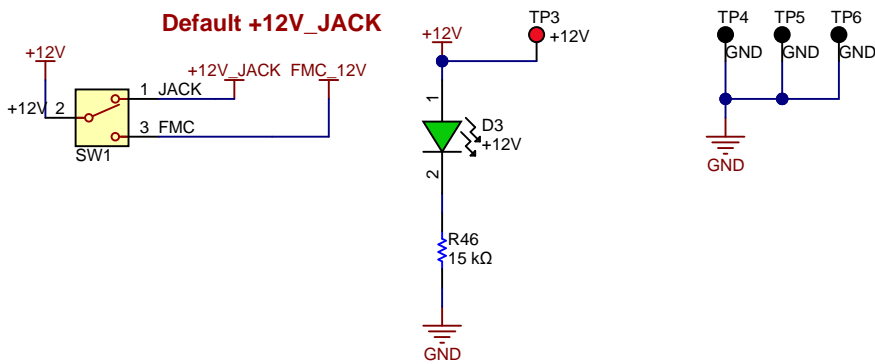 Default +12V_JACK
+12V
+12V 2
1 JACK
+12V_JACK
FMC_12V
3 FMC
SW1
+12V
TP3
+12V
1
D3
+12V
2
R46
15 kΩ
GND
TP4
GND
TP5
GND
TP6
GND
GND